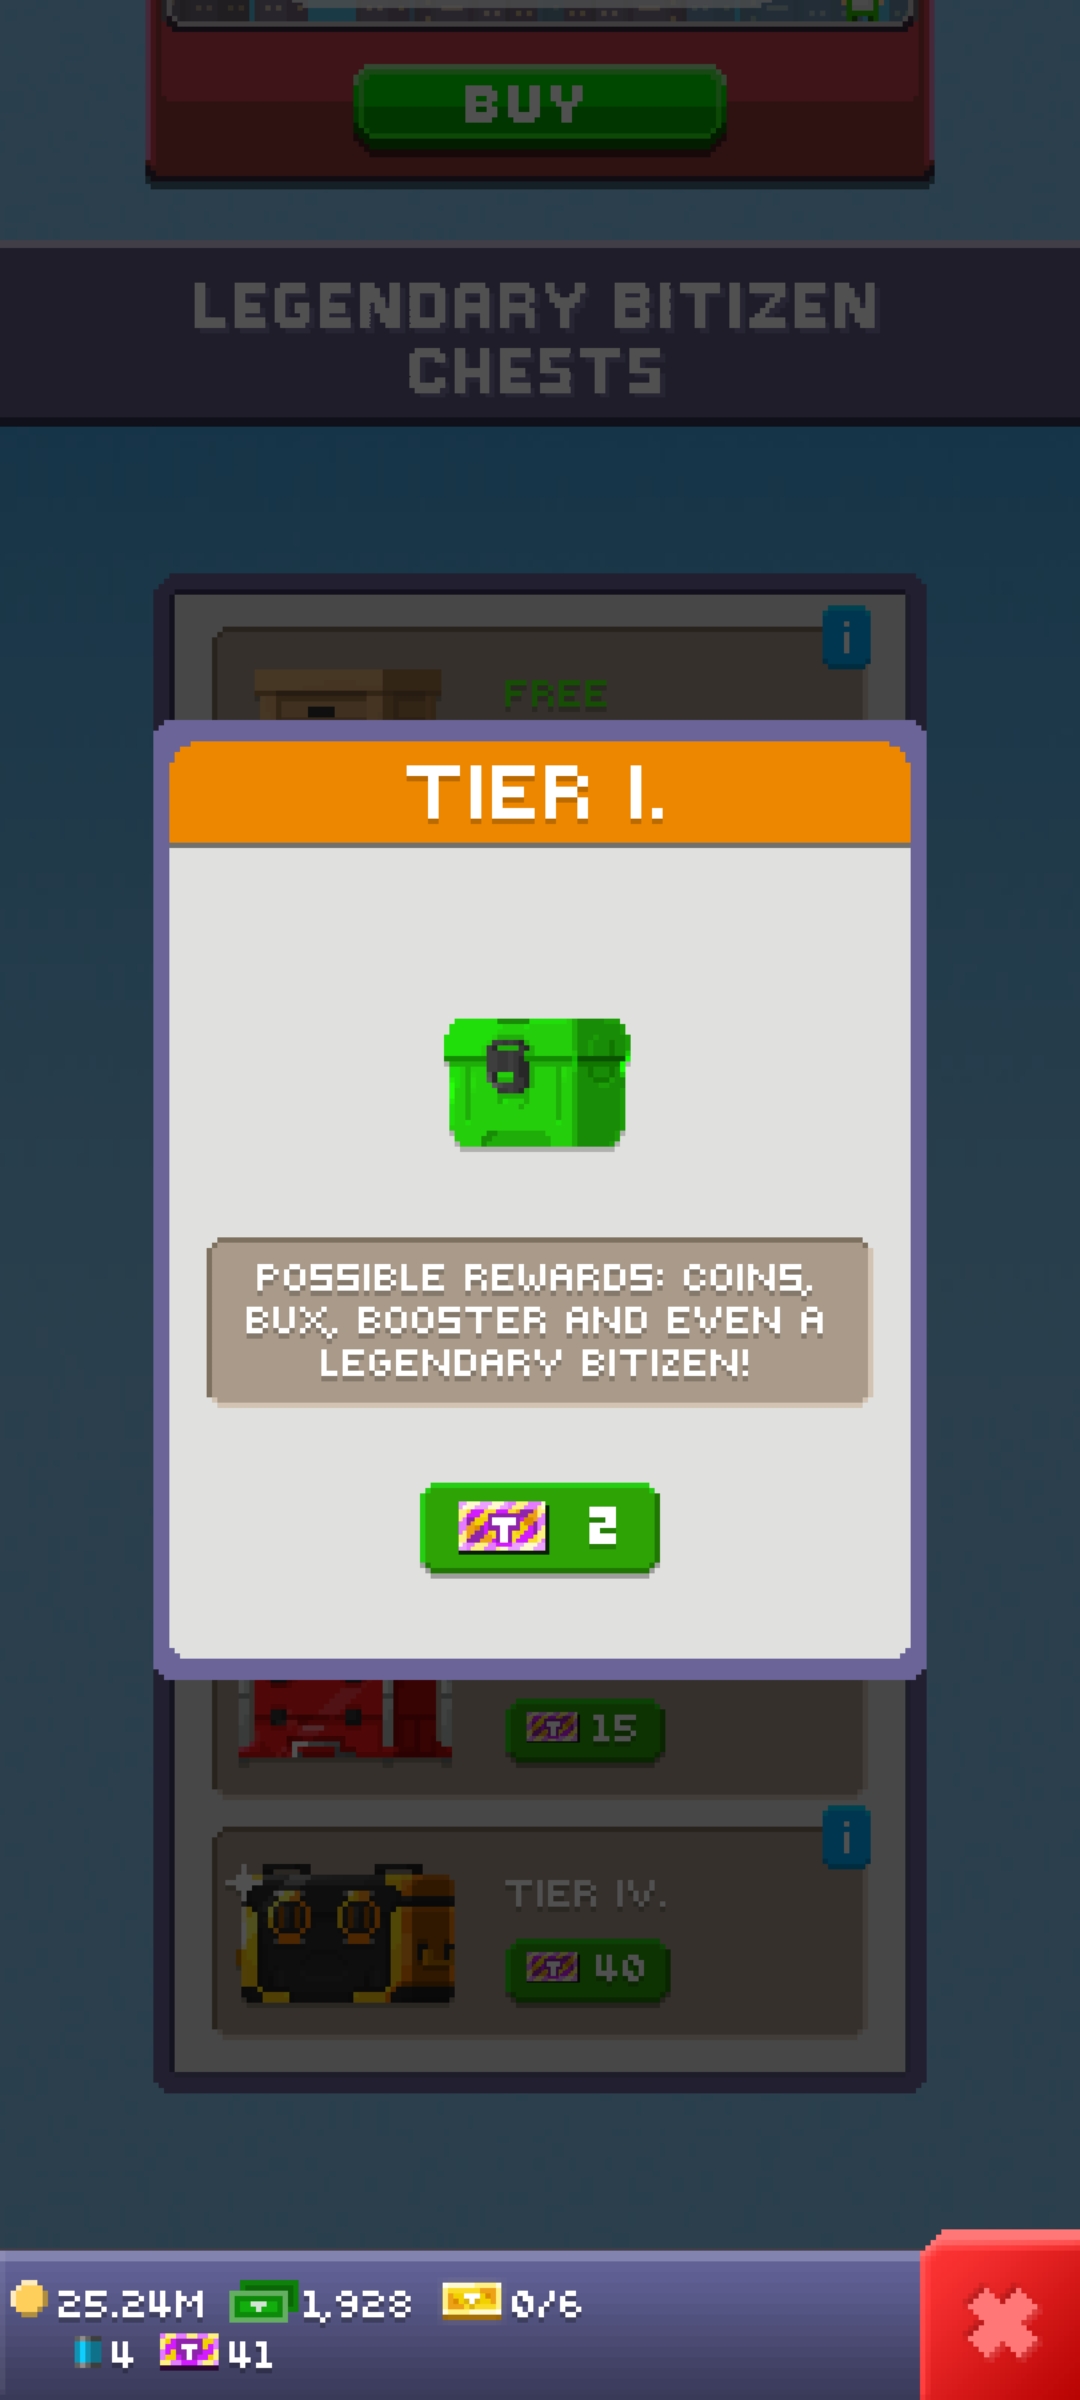 BUY
LEGENDARY BITIZEN
CHESTS
i
FREE
TIER I.
POSSIBLE REWARDS: COINS,
BUX, BOOSTER AND EVEN A
LEGENDARY BITIZEN!
T 2
T 15
i
TIER IV.
T 40
25.24M 1,928 0/6
4 T 41